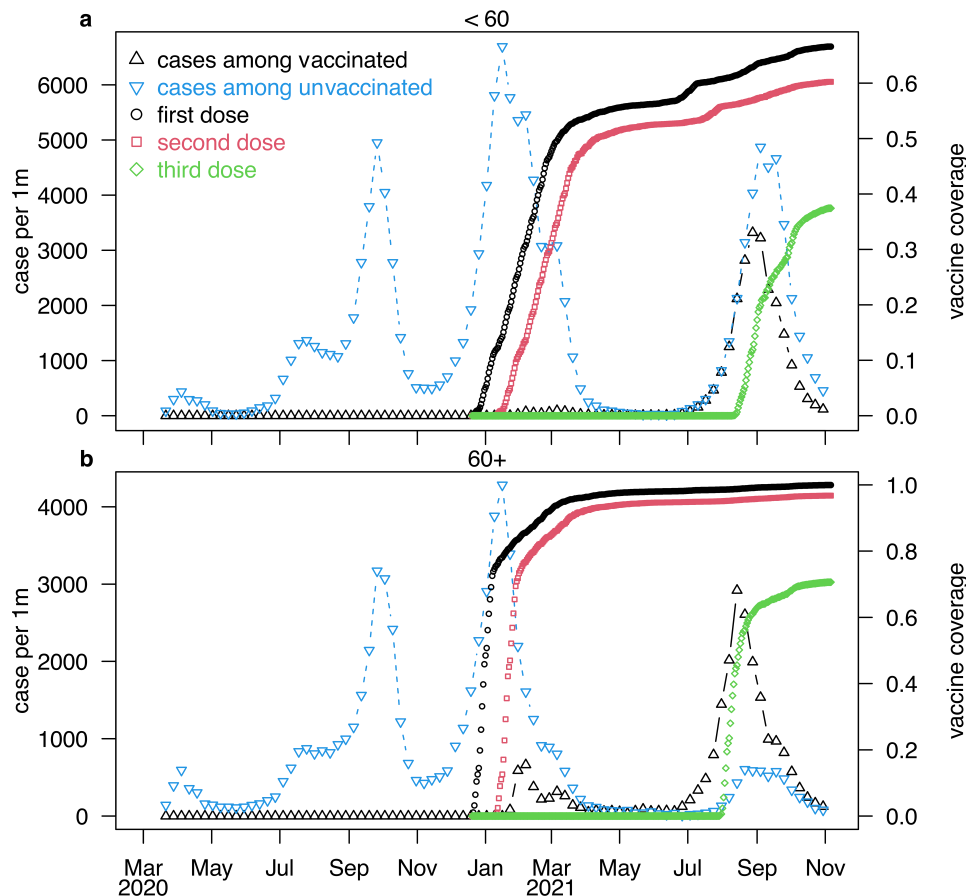 a
< 60
cases among vaccinated
cases among unvaccinated
first dose
second dose
third dose
case per 1m
0
1000
2000
3000
4000
5000
6000
vaccine coverage
0.0
0.1
0.2
0.3
0.4
0.5
0.6
b
60+
case per 1m
0
1000
2000
3000
4000
vaccine coverage
0.0
0.2
0.4
0.6
0.8
1.0
Mar May Jul Sep Nov Jan Mar May Jul Sep Nov
2020 2021